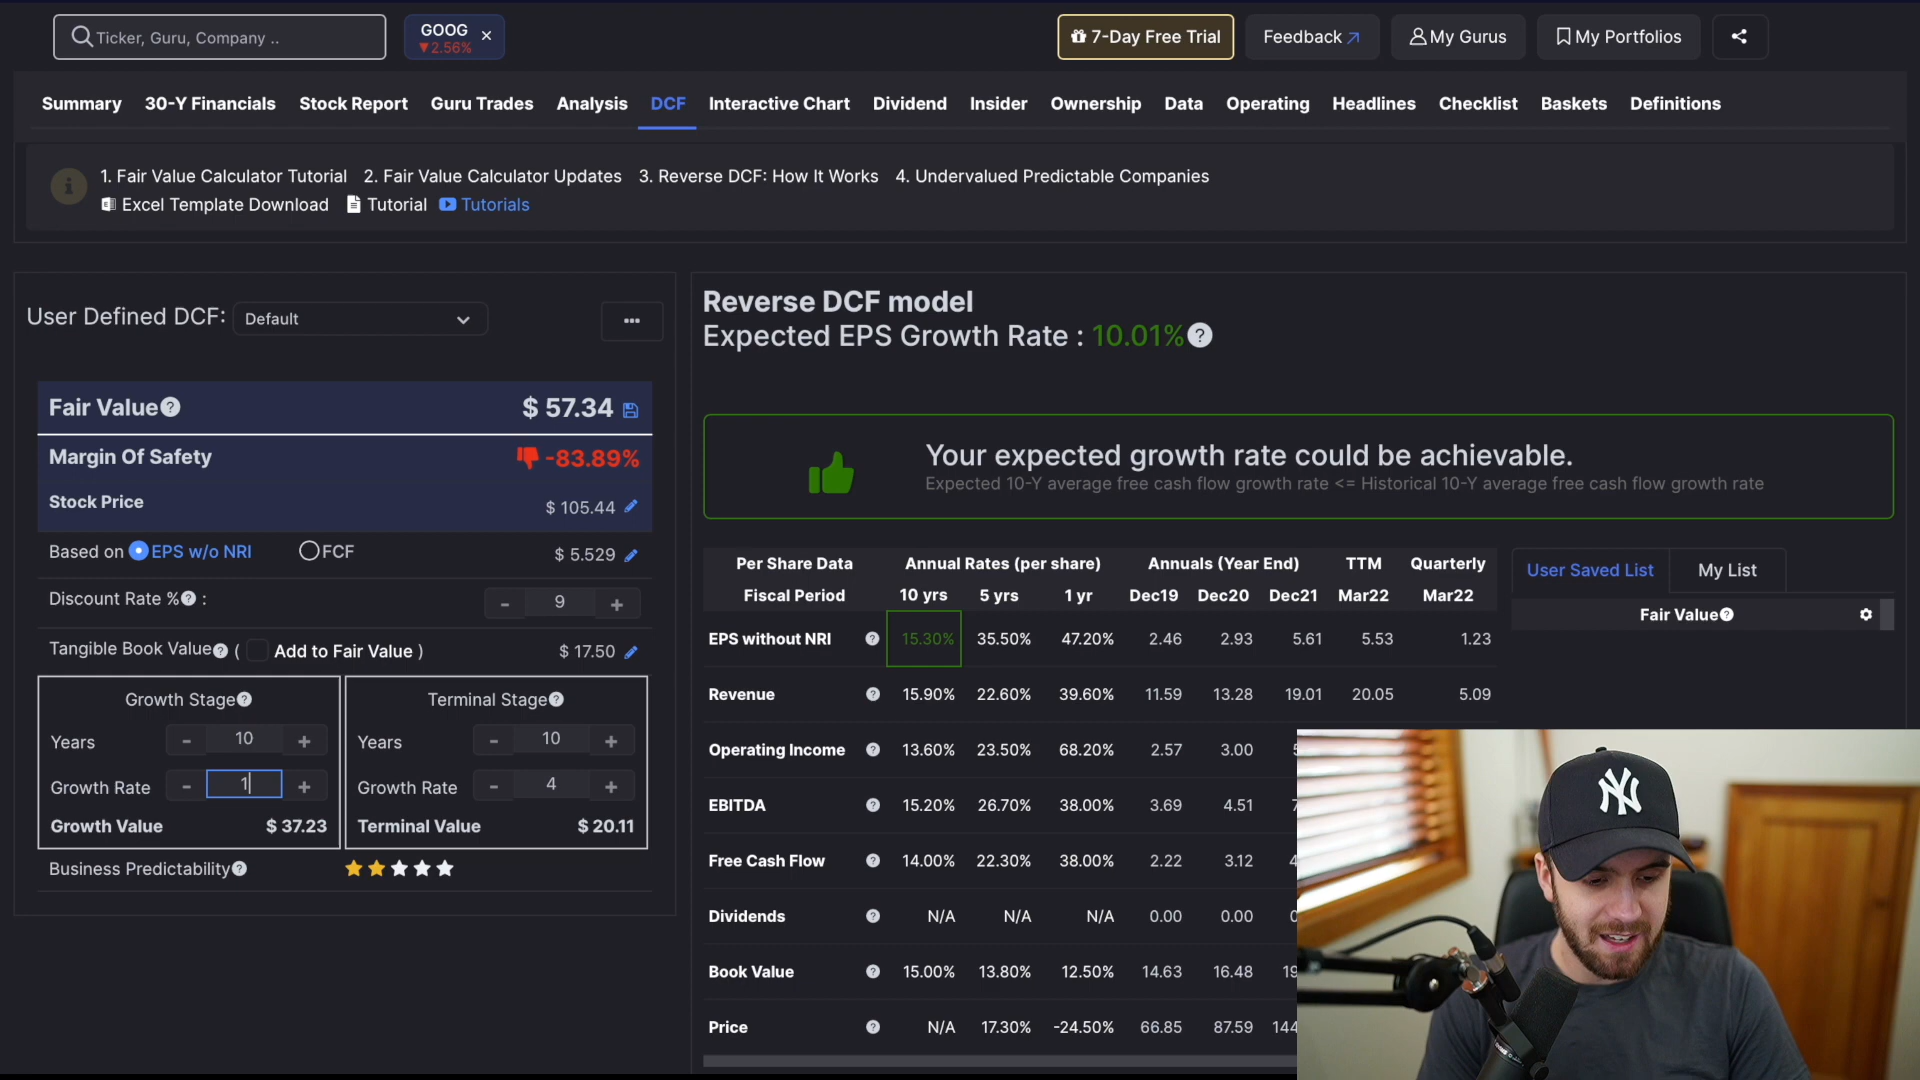 Ticker, Guru, Company ..
GOOG
▼2.56%
7-Day Free Trial
Feedback
My Gurus
My Portfolios
Summary 30-Y Financials Stock Report Guru Trades Analysis DCF Interactive Chart Dividend Insider Ownership Data Operating Headlines Checklist Baskets Definitions
1. Fair Value Calculator Tutorial 2. Fair Value Calculator Updates 3. Reverse DCF: How It Works 4. Undervalued Predictable Companies
Excel Template Download Tutorial Tutorials
User Defined DCF: Default
Fair Value $ 57.34
Margin Of Safety -83.89%
Stock Price $ 105.44
Based on EPS w/o NRI FCF $ 5.529
Discount Rate % : - 9 +
Tangible Book Value ( Add to Fair Value ) $ 17.50
Growth Stage
Years - 10 +
Growth Rate - 1 +
Growth Value $ 37.23
Terminal Stage
Years - 10 +
Growth Rate - 4 +
Terminal Value $ 20.11
Business Predictability
Reverse DCF model
Expected EPS Growth Rate : 10.01%
Your expected growth rate could be achievable.
Expected 10-Y average free cash flow growth rate <= Historical 10-Y average free cash flow growth rate
Per Share Data Annual Rates (per share) Annuals (Year End) TTM Quarterly
Fiscal Period 10 yrs 5 yrs 1 yr Dec19 Dec20 Dec21 Mar22 Mar22
EPS without NRI 15.30% 35.50% 47.20% 2.46 2.93 5.61 5.53 1.23
Revenue 15.90% 22.60% 39.60% 11.59 13.28 19.01 20.05 5.09
Operating Income 13.60% 23.50% 68.20% 2.57 3.00
EBITDA 15.20% 26.70% 38.00% 3.69 4.51
Free Cash Flow 14.00% 22.30% 38.00% 2.22 3.12
Dividends N/A N/A N/A 0.00 0.00
Book Value 15.00% 13.80% 12.50% 14.63 16.48
Price N/A 17.30% -24.50% 66.85 87.59
User Saved List My List
Fair Value
NY